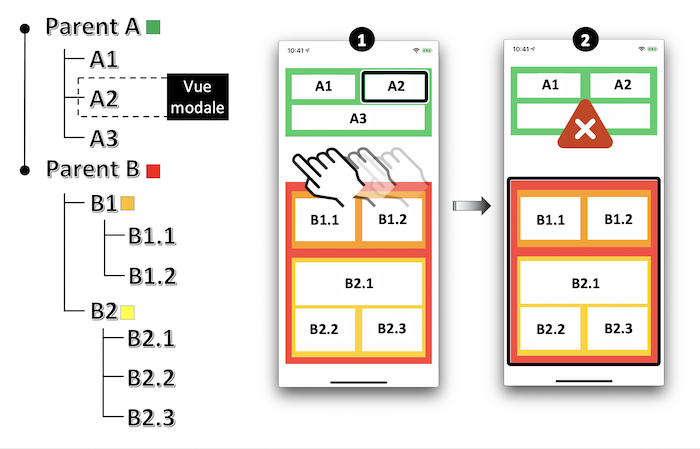 Parent A
A1
A2
Vue
modale
A3
Parent B
B1
B1.1
B1.2
B2
B2.1
B2.2
B2.3
1
10:41
A1 A2
A3
B1.1 B1.2
B2.1
B2.2 B2.3
2
10:41
A1 A2
B1.1 B1.2
B2.1
B2.2 B2.3